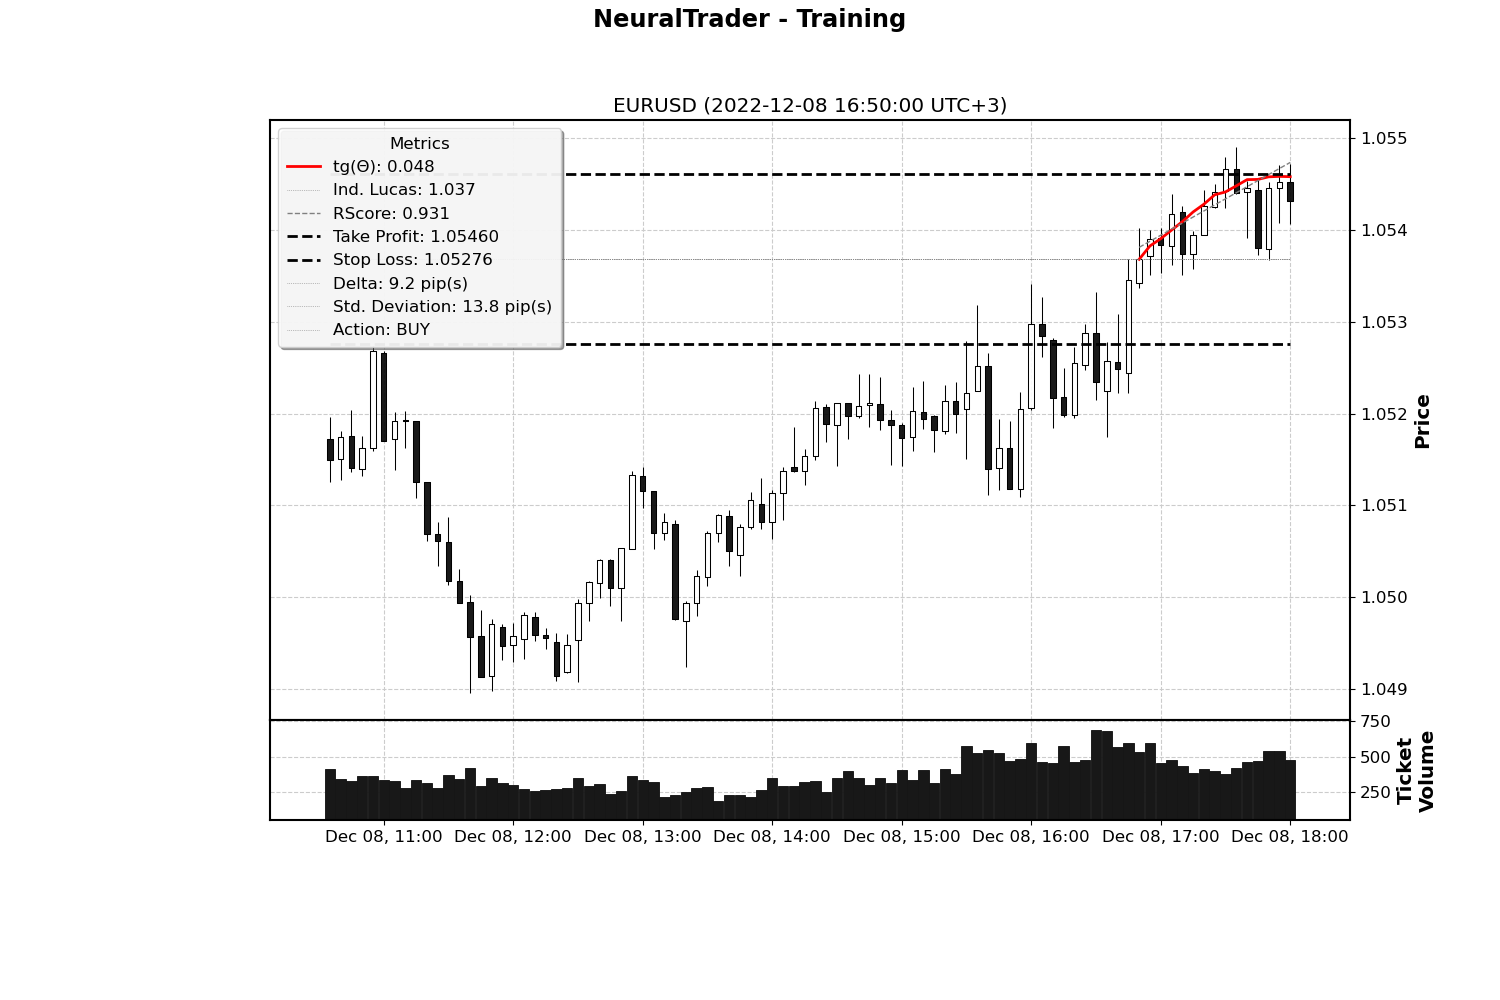 NeuralTrader - Training
EURUSD (2022-12-08 16:50:00 UTC+3)
Metrics
tg(Θ): 0.048
Ind. Lucas: 1.037
RScore: 0.931
Take Profit: 1.05460
Stop Loss: 1.05276
Delta: 9.2 pip(s)
Std. Deviation: 13.8 pip(s)
Action: BUY
1.055
1.054
1.053
1.052
1.051
1.050
1.049
Price
750
500
250
Ticket
Volume
Dec 08, 11:00 Dec 08, 12:00 Dec 08, 13:00 Dec 08, 14:00 Dec 08, 15:00 Dec 08, 16:00 Dec 08, 17:00 Dec 08, 18:00